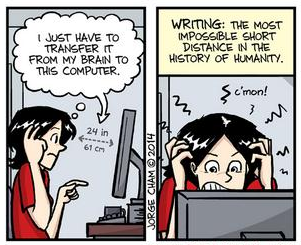 I JUST HAVE TO
TRANSFER IT
FROM MY BRAIN TO
THIS COMPUTER.
24 in
61 cm
WRITING: THE MOST
IMPOSSIBLE SHORT
DISTANCE IN THE
HISTORY OF HUMANITY.
c'mon!
JORGE CHAM © 2014